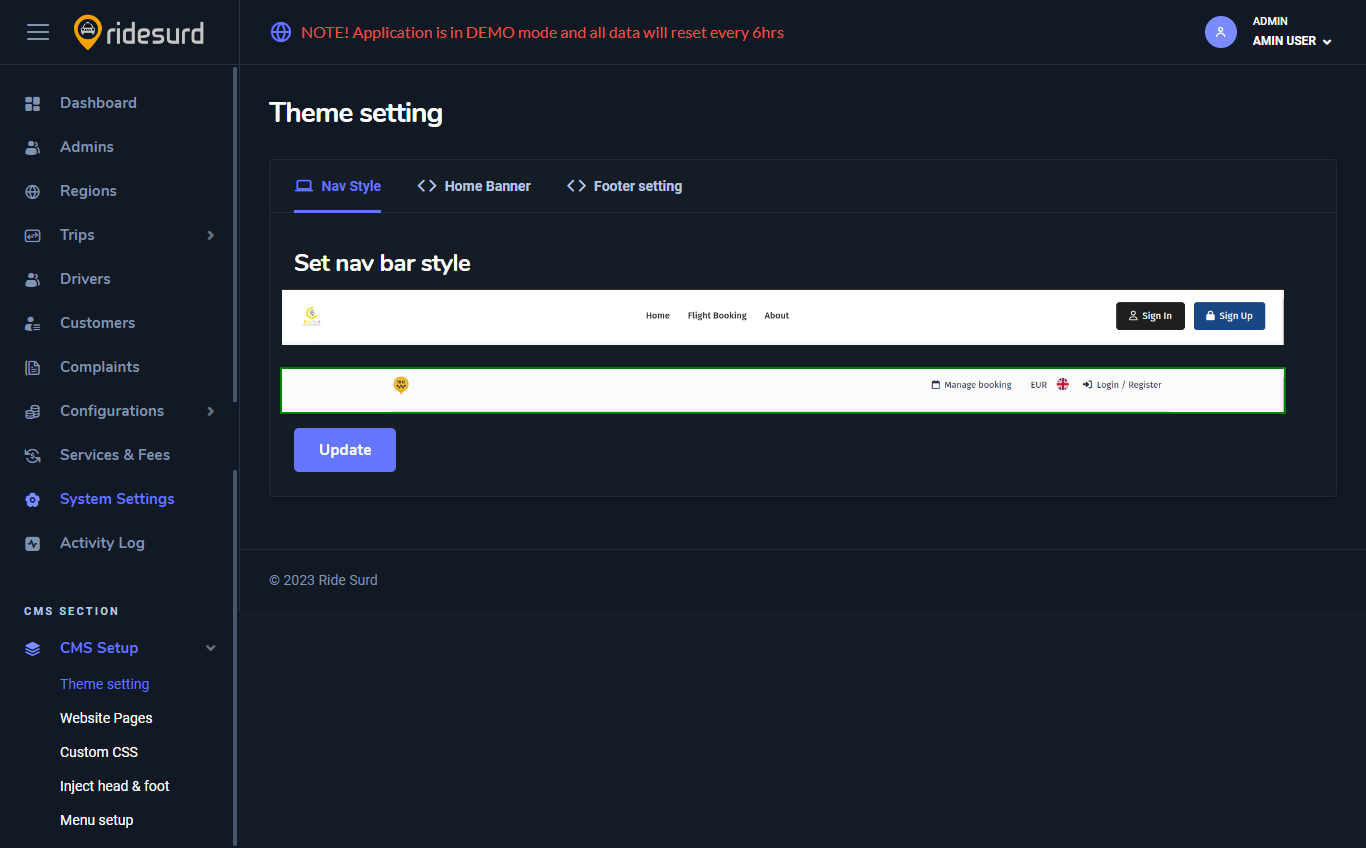 ridesurd
NOTE! Application is in DEMO mode and all data will reset every 6hrs
ADMIN
AMIN USER
Dashboard
Admins
Regions
Trips
Drivers
Customers
Complaints
Configurations
Services & Fees
System Settings
Activity Log
CMS SECTION
CMS Setup
Theme setting
Website Pages
Custom CSS
Inject head & foot
Menu setup
Theme setting
Nav Style Home Banner Footer setting
Set nav bar style
Home Flight Booking About Sign In Sign Up
Manage booking EUR Login / Register
Update
© 2023 Ride Surd